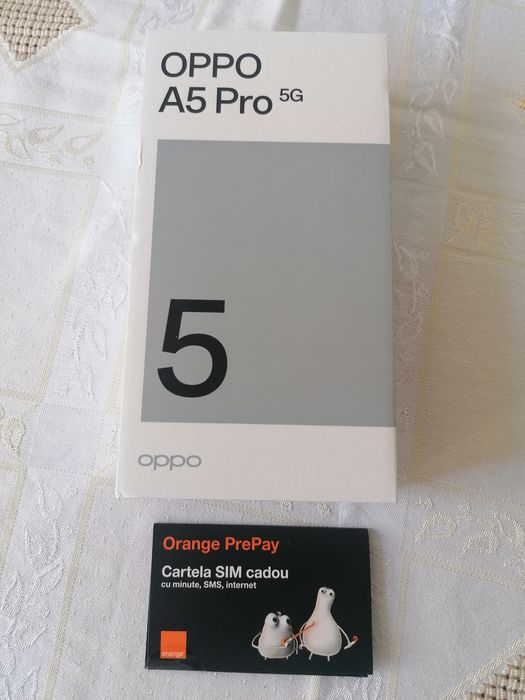 OPPO
A5 Pro 5G
5
oppo
Orange PrePay
Cartela SIM cadou
cu minute, SMS, internet
orange